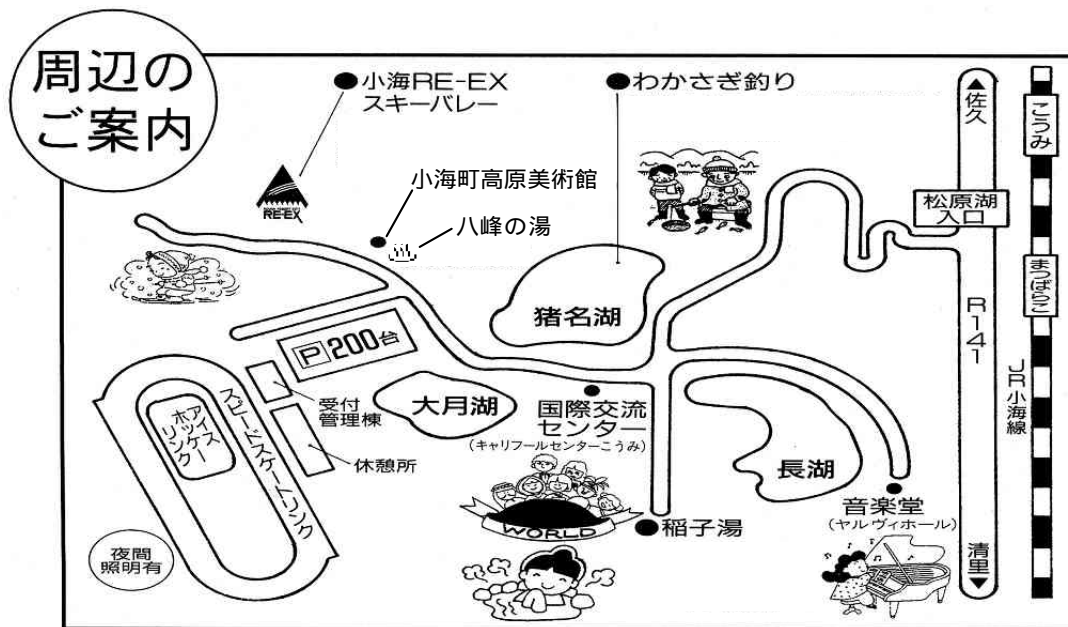 周辺の
ご案内
●小海RE-EX
スキーバレー
●わかさぎ釣り
RE-EX
小海町高原美術館
八峰の湯
▲佐久
こうみ
松原湖
入口
まつばらこ
R141
JR小海線
猪名湖
P 200台
受付
管理棟
大月湖
国際交流
センター
(キャリフールセンターこうみ)
長湖
アイス
ホッケー
リンク
スピードスケートリンク
休憩所
音楽堂
(ヤルヴィホール)
WORLD
●稲子湯
夜間
照明有
清里▼